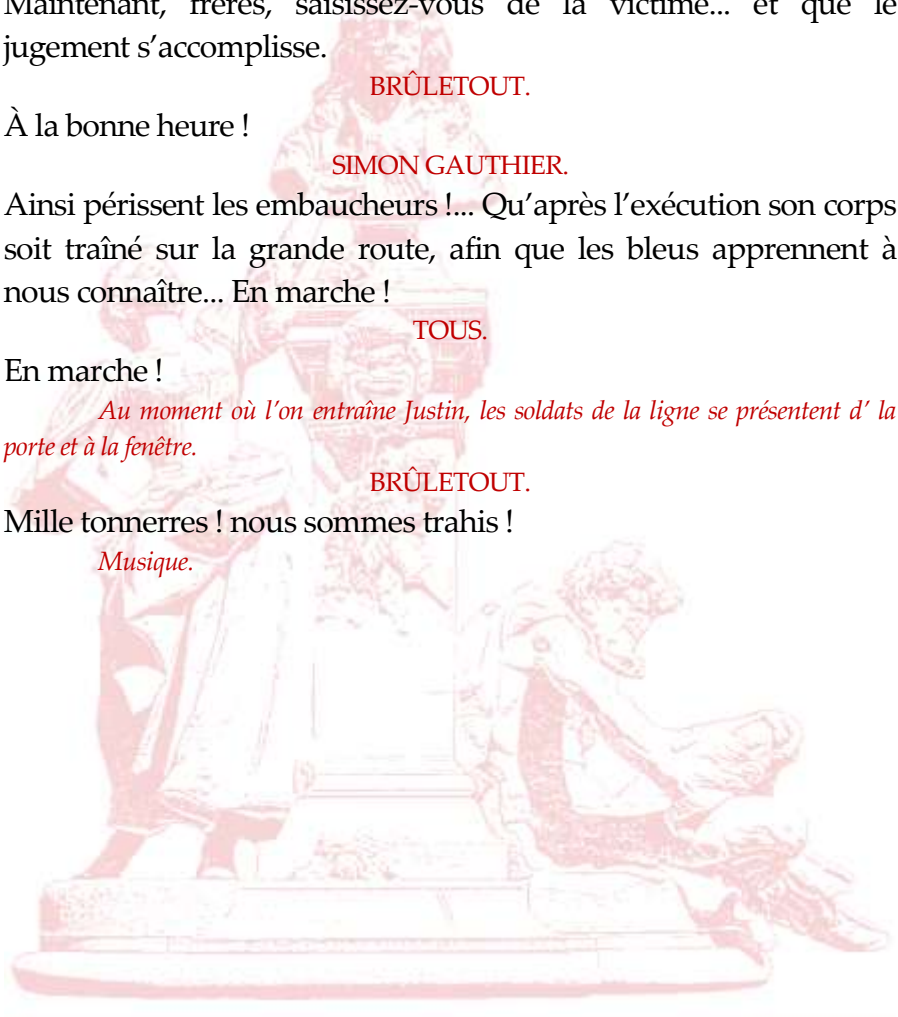 Maintenant, frères, saisissez-vous de la victime... et que le
jugement s’accomplisse.
BRÛLETOUT.
À la bonne heure !
SIMON GAUTHIER.
Ainsi périssent les embaucheurs !... Qu’après l’exécution son corps
soit traîné sur la grande route, afin que les bleus apprennent à
nous connaître... En marche !
TOUS.
En marche !
Au moment où l’on entraîne Justin, les soldats de la ligne se présentent d’ la
porte et à la fenêtre.
BRÛLETOUT.
Mille tonnerres ! nous sommes trahis !
Musique.